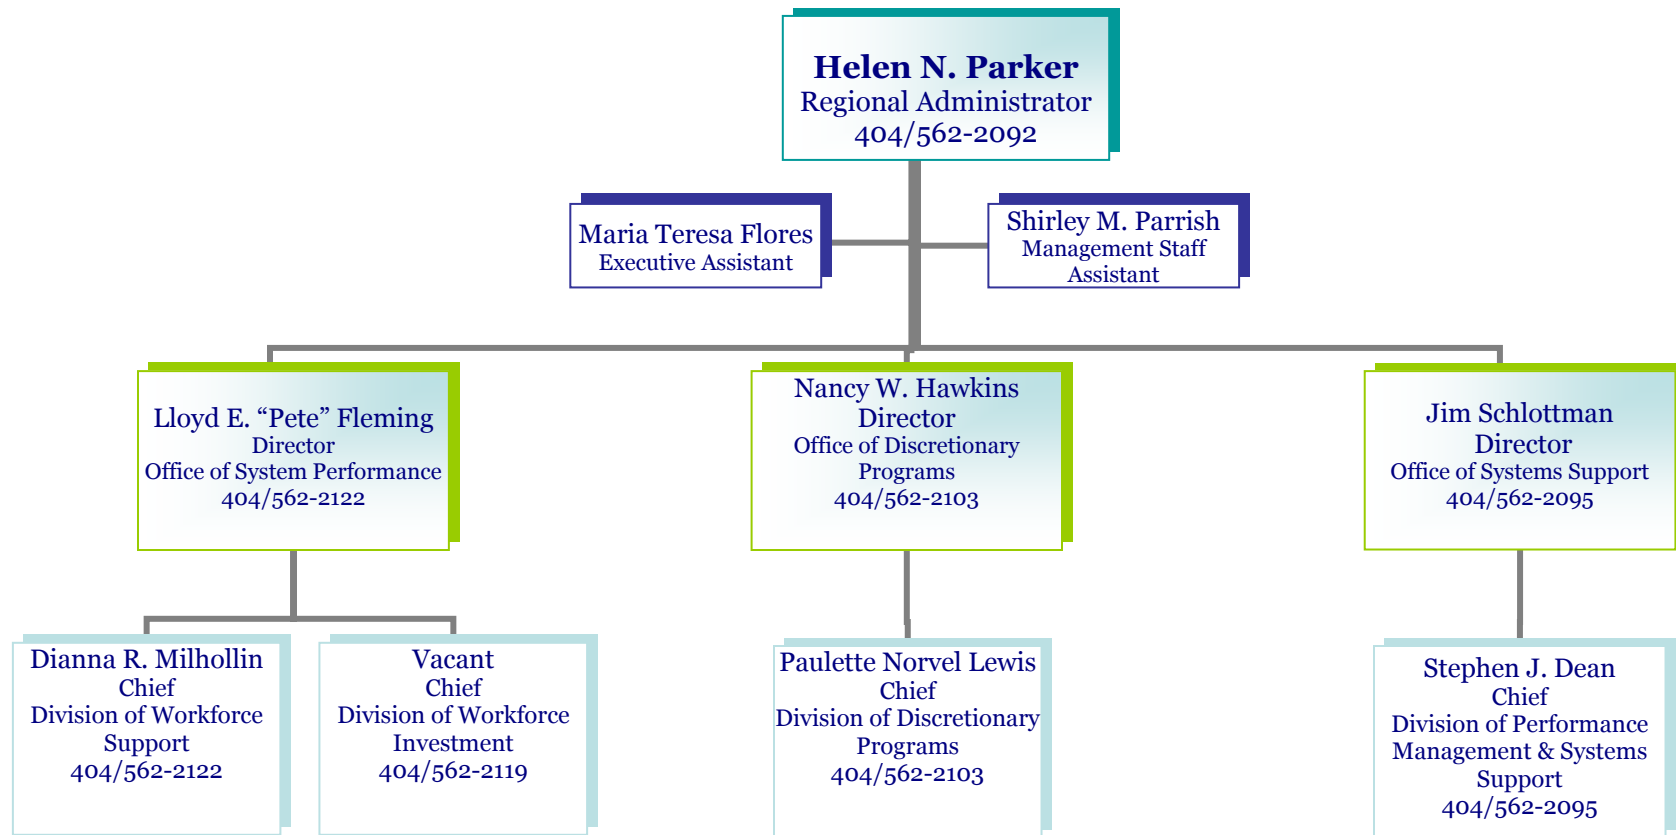 Helen N. Parker
Regional Administrator
404/562-2092
Maria Teresa Flores
Executive Assistant
Shirley M. Parrish
Management Staff
Assistant
Lloyd E. “Pete” Fleming
Director
Office of System Performance
404/562-2122
Nancy W. Hawkins
Director
Office of Discretionary
Programs
404/562-2103
Jim Schlottman
Director
Office of Systems Support
404/562-2095
Dianna R. Milhollin
Chief
Division of Workforce
Support
404/562-2122
Vacant
Chief
Division of Workforce
Investment
404/562-2119
Paulette Norvel Lewis
Chief
Division of Discretionary
Programs
404/562-2103
Stephen J. Dean
Chief
Division of Performance
Management & Systems
Support
404/562-2095